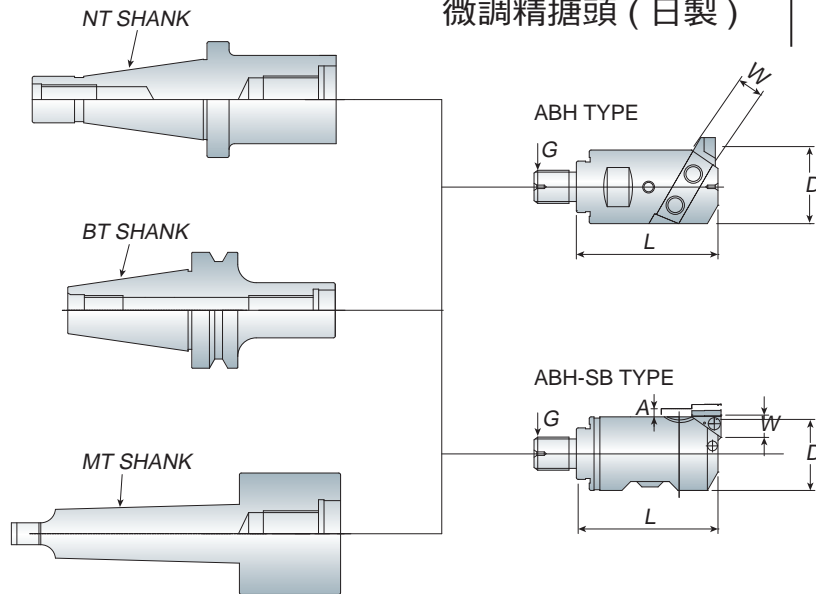 微調精搪頭 ( 日製 )
NT SHANK
W
ABH TYPE
G
D
L
BT SHANK
ABH-SB TYPE
A
G
W
D
L
MT SHANK